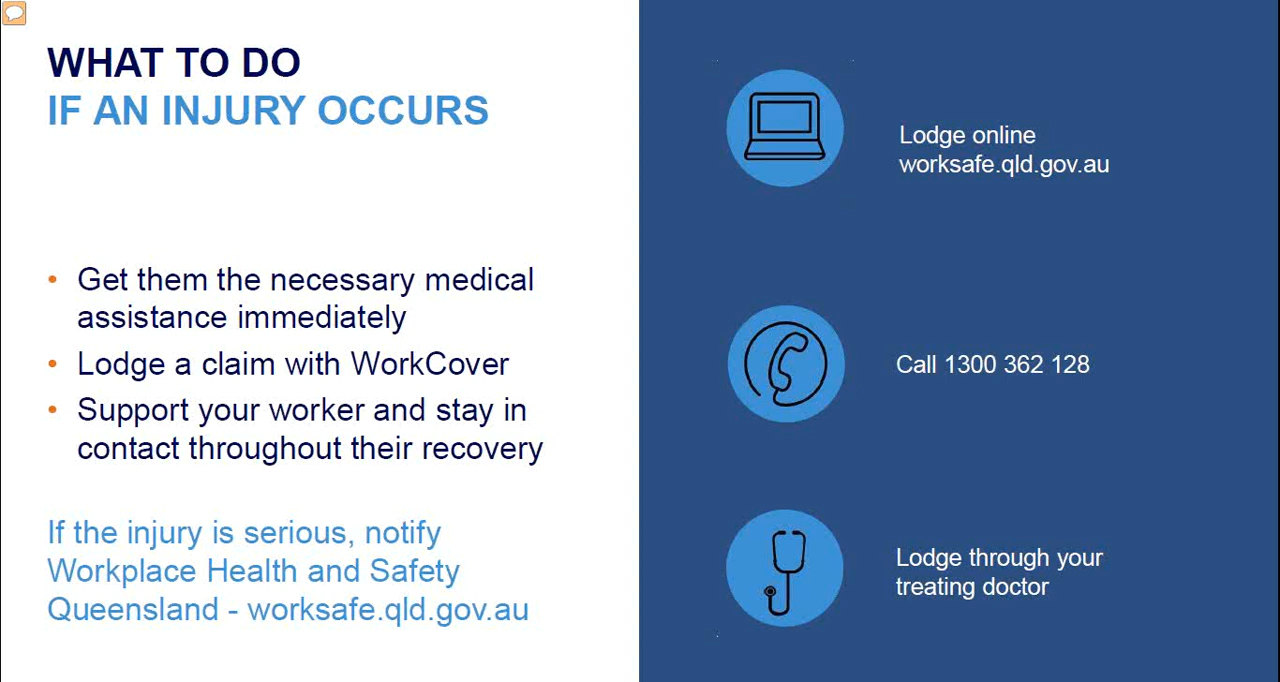 WHAT TO DO
IF AN INJURY OCCURS
• Get them the necessary medical
assistance immediately
• Lodge a claim with WorkCover
• Support your worker and stay in
contact throughout their recovery
If the injury is serious, notify
Workplace Health and Safety
Queensland - worksafe.qld.gov.au
Lodge online
worksafe.qld.gov.au
Call 1300 362 128
Lodge through your
treating doctor